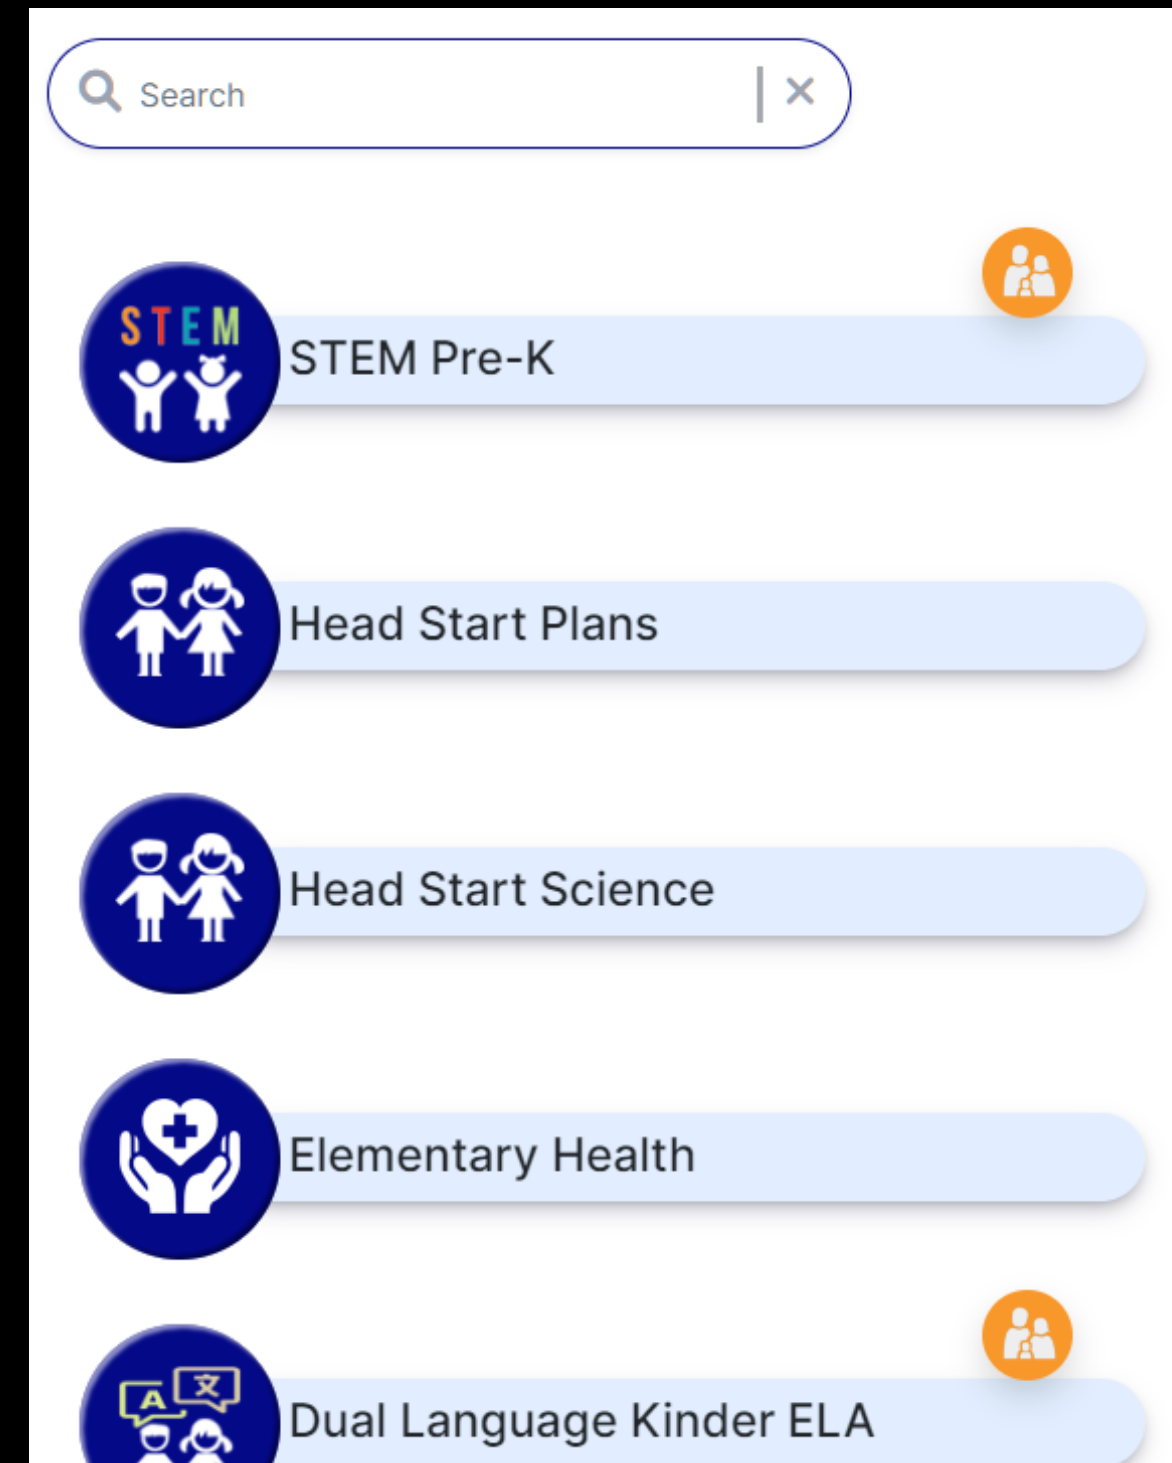 Search
STEM
STEM Pre-K
Head Start Plans
Head Start Science
Elementary Health
A 文
Dual Language Kinder ELA